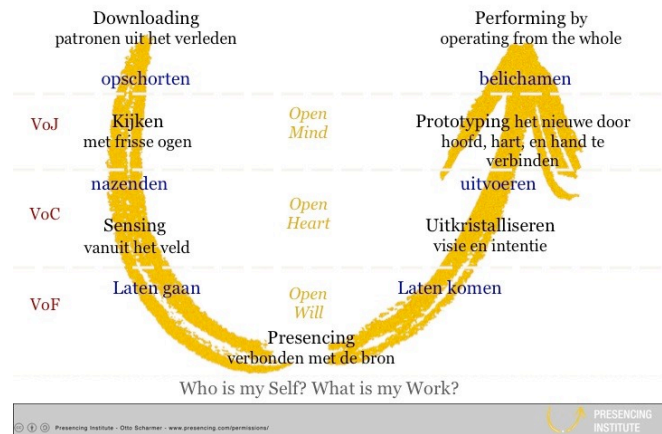 Downloading
patronen uit het verleden
Performing by
operating from the whole
opschorten
belichamen
VoJ
Kijken
met frisse ogen
Open
Mind
Prototyping het nieuwe door
hoofd, hart, en hand te
verbinden
nazenden
uitvoeren
VoC
Sensing
vanuit het veld
Open
Heart
Uitkristalliseren
visie en intentie
VoF
Laten gaan
Open
Will
Laten komen
Presencing
verbonden met de bron
Who is my Self? What is my Work?
Presencing Institute - Otto Scharmer - www.presencing.com/permissions/
PRESENCING
INSTITUTE